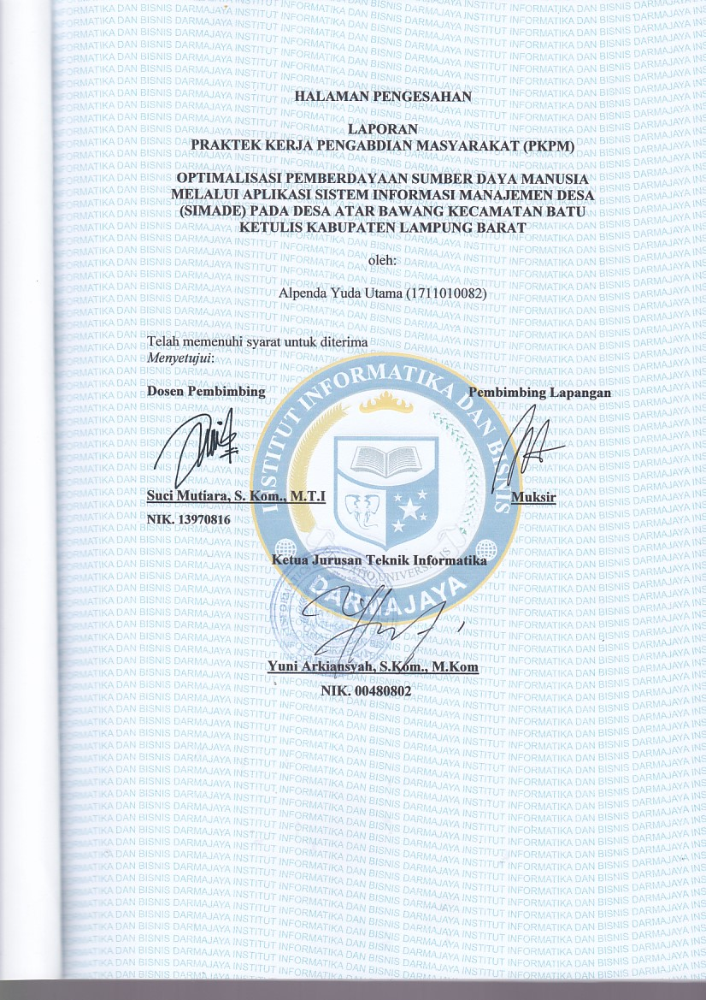 HALAMAN PENGESAHAN
LAPORAN
PRAKTEK KERJA PENGABDIAN MASYARAKAT (PKPM)
OPTIMALISASI PEMBERDAYAAN SUMBER DAYA MANUSIA
MELALUI APLIKASI SISTEM INFORMASI MANAJEMEN DESA
(SIMADE) PADA DESA ATAR BAWANG KECAMATAN BATU
KETULIS KABUPATEN LAMPUNG BARAT
oleh:
Alpenda Yuda Utama (1711010082)
Telah memenuhi syarat untuk diterima
Menyetujui:
Dosen Pembimbing
Pembimbing Lapangan
INSTITUT INFORMATIKA DAN BISNIS
DARMAJAYA
Suci Mutiara, S. Kom., M.T.I
Muksir
NIK. 13970816
Ketua Jurusan Teknik Informatika
Yuni Arkiansyah, S.Kom., M.Kom
NIK. 00480802